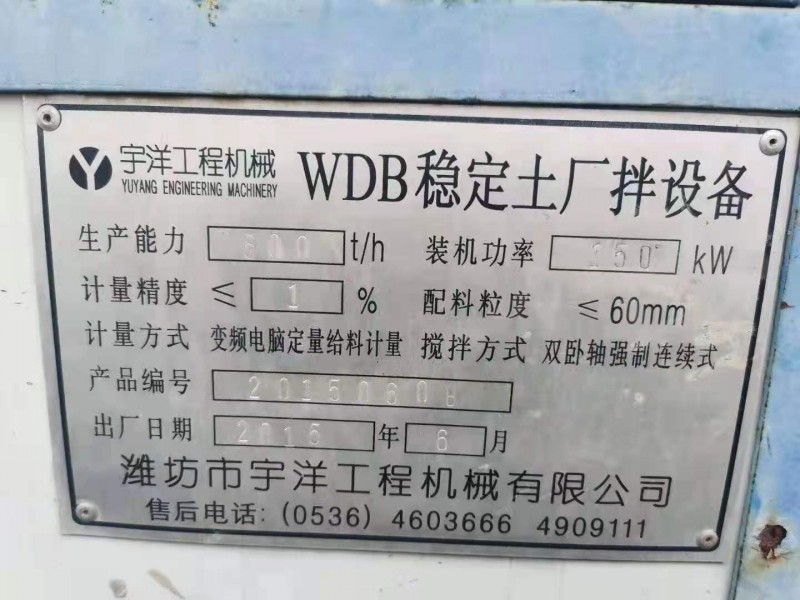 宇洋工程机械 WDB稳定土厂拌设备
YUYANG ENGINEERING MACHINERY
生产能力 600 t/h 装机功率 150 kW
计量精度 ≤ 1 % 配料粒度 ≤60mm
计量方式 变频电脑定量给料计量 搅拌方式 双卧轴强制连续式
产品编号 20150608
出厂日期 2015 年 6 月
潍坊市宇洋工程机械有限公司
售后电话: (0536) 4603666 4909111